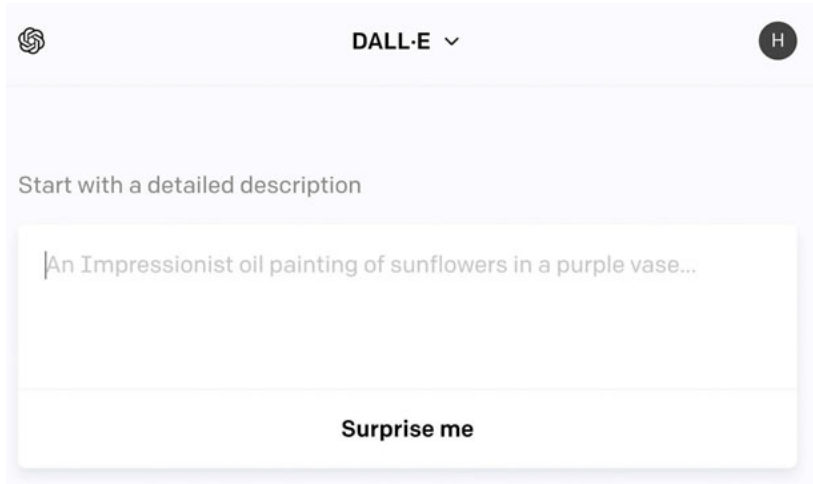 DALL·E
H
Start with a detailed description
An Impressionist oil painting of sunflowers in a purple vase...
Surprise me